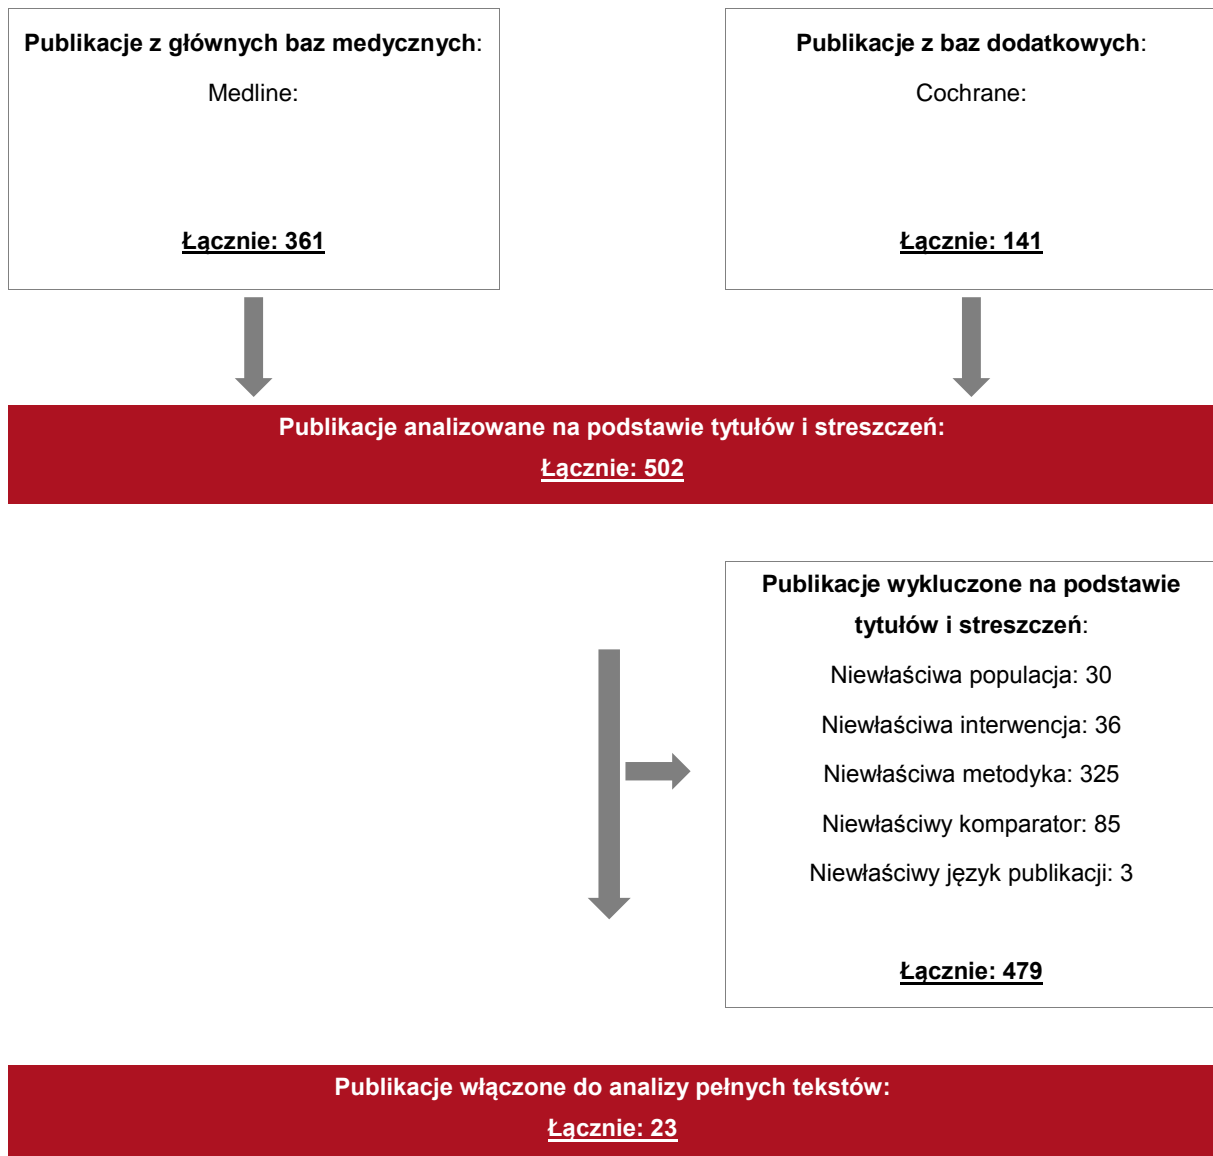 Publikacje z głównych baz medycznych:
Medline:
Łącznie: 361
Publikacje z baz dodatkowych:
Cochrane:
Łącznie: 141
Publikacje analizowane na podstawie tytułów i streszczeń:
Łącznie: 502
Publikacje wykluczone na podstawie
tytułów i streszczeń:
Niewłaściwa populacja: 30
Niewłaściwa interwencja: 36
Niewłaściwa metodyka: 325
Niewłaściwy komparator: 85
Niewłaściwy język publikacji: 3
Łącznie: 479
Publikacje włączone do analizy pełnych tekstów:
Łącznie: 23